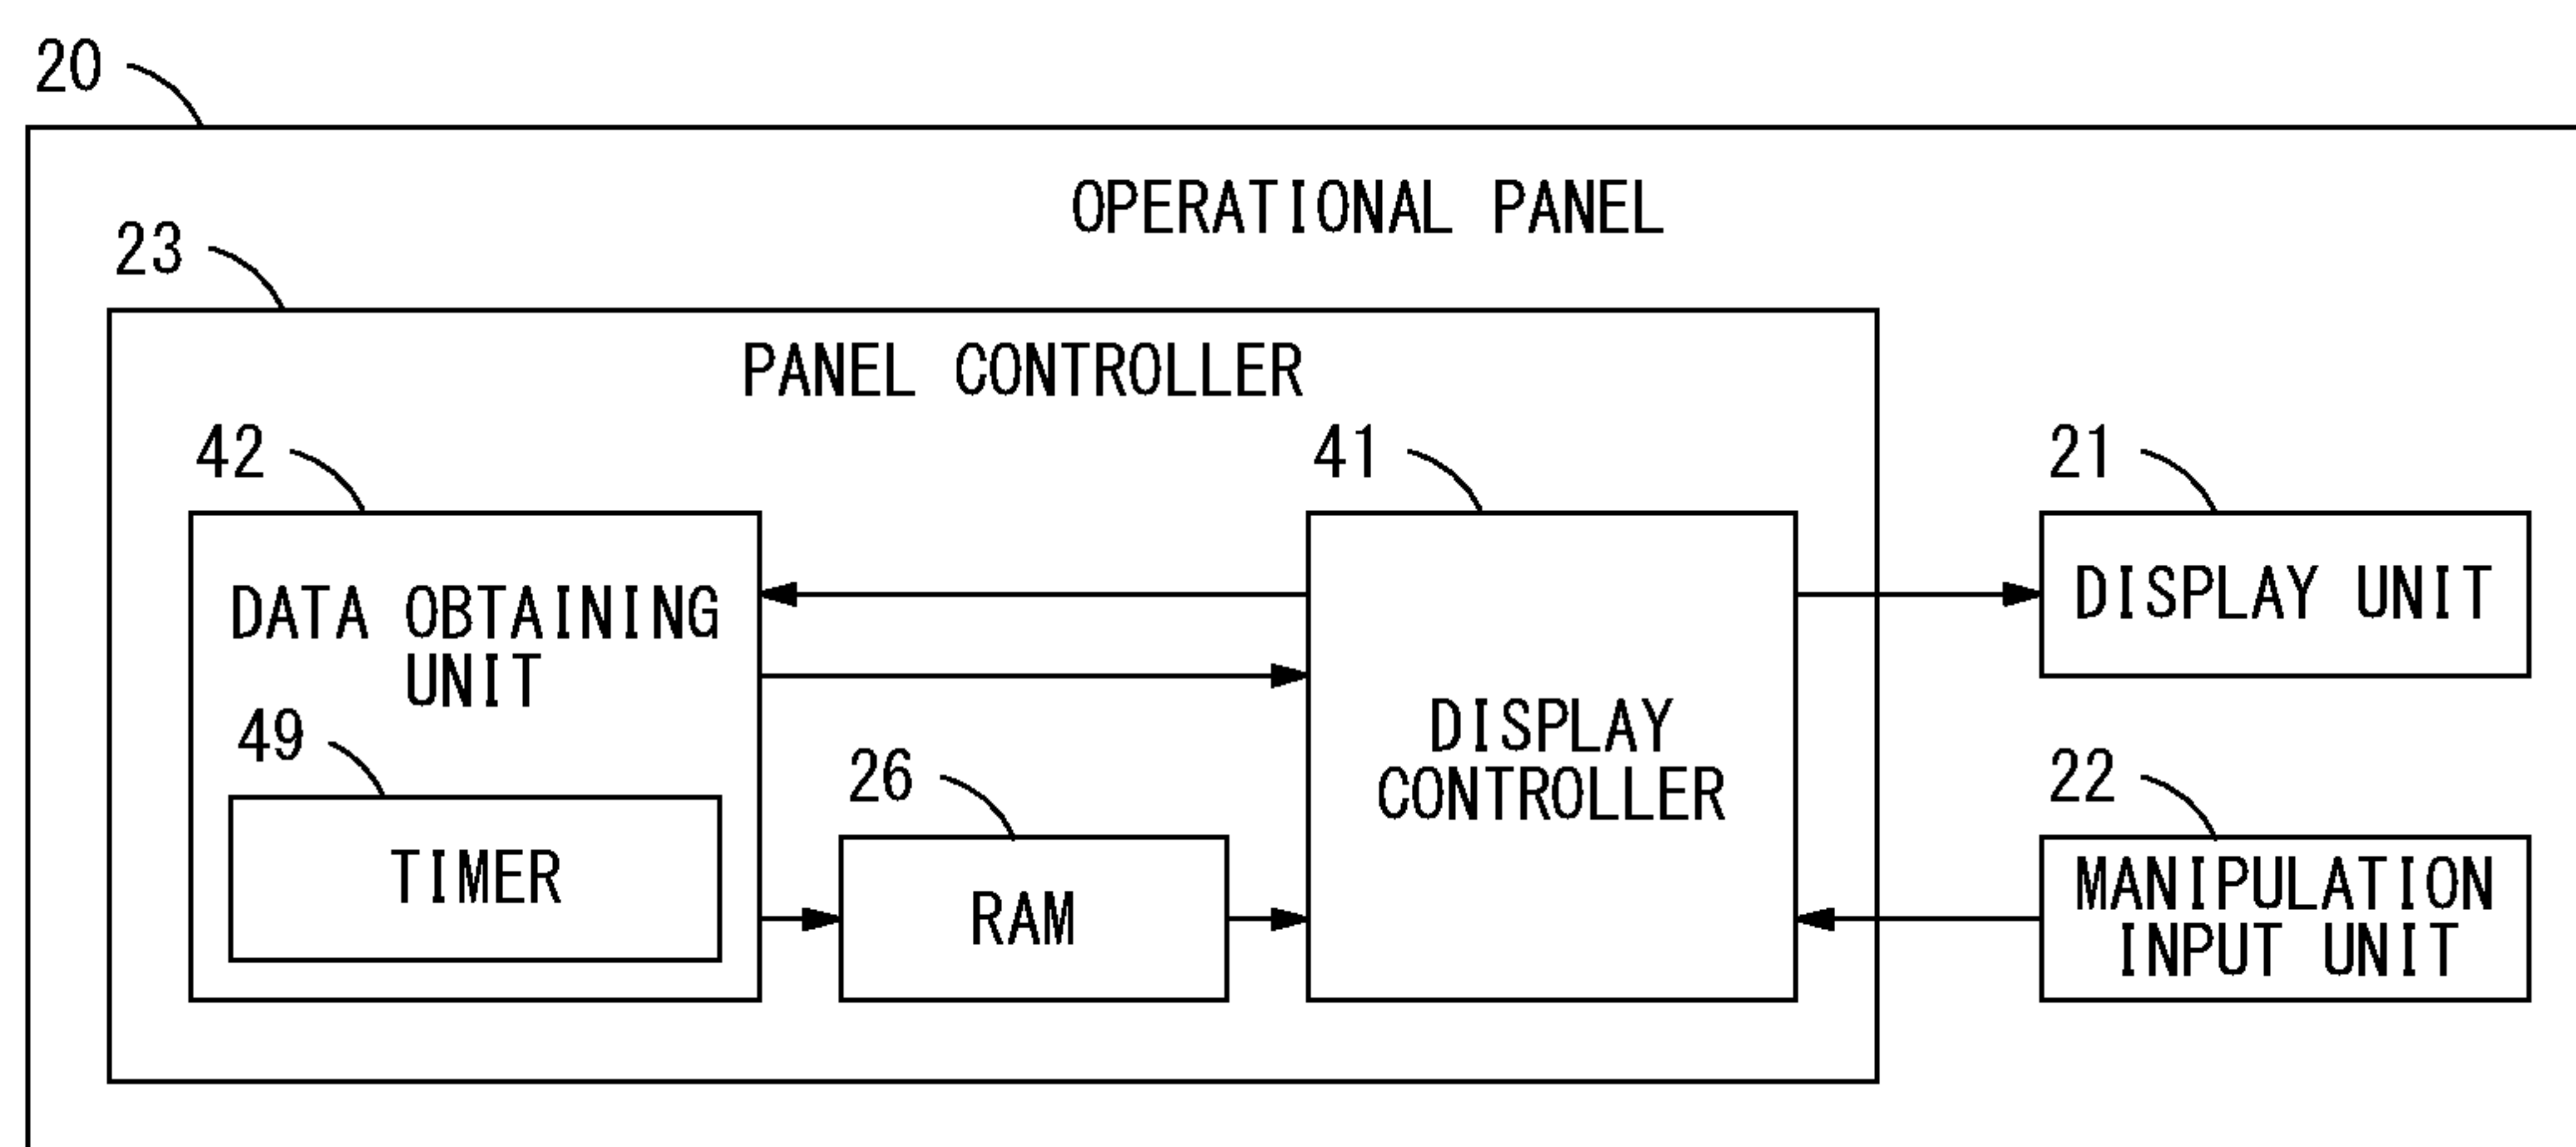 20
OPERATIONAL PANEL
23
PANEL CONTROLLER
42
41
21
DATA OBTAINING
UNIT
DISPLAY UNIT
49
TIMER
26
RAM
DISPLAY
CONTROLLER
22
MANIPULATION
INPUT UNIT